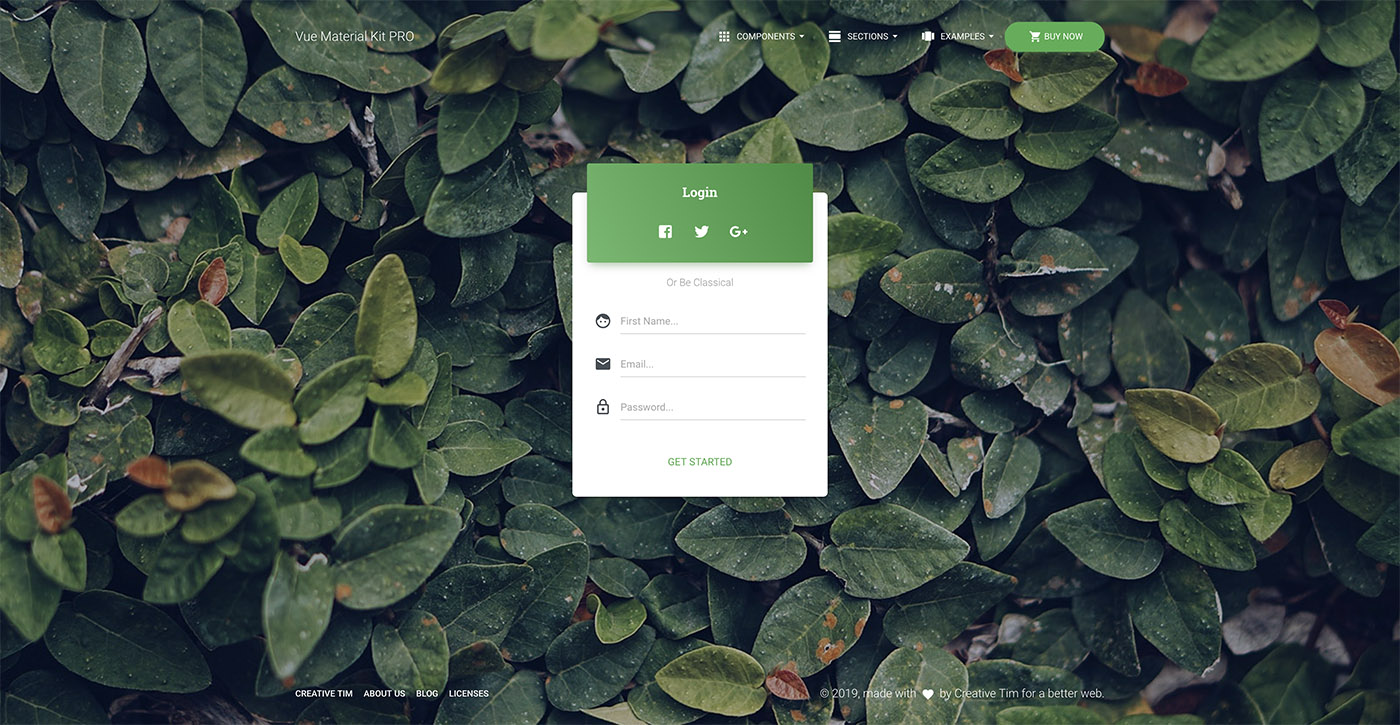 Vue Material Kit PRO
COMPONENTS
SECTIONS
EXAMPLES
BUY NOW
Login
G+
Or Be Classical
First Name...
Email...
Password...
GET STARTED
CREATIVE TIM
ABOUT US
BLOG
LICENSES
© 2019, made with by Creative Tim for a better web.